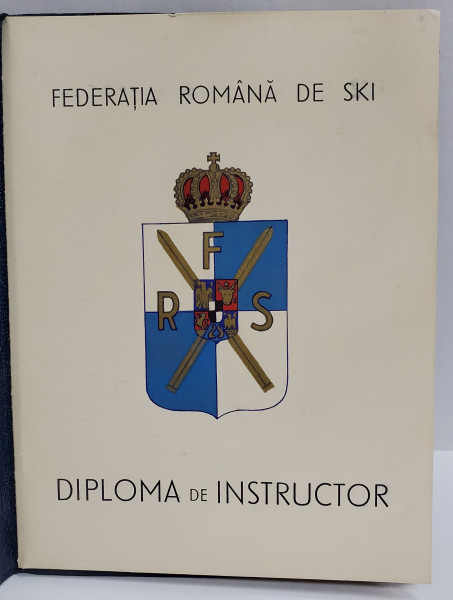 FEDERAȚIA ROMÂNĂ DE SKI
F
R S
DIPLOMA DE INSTRUCTOR